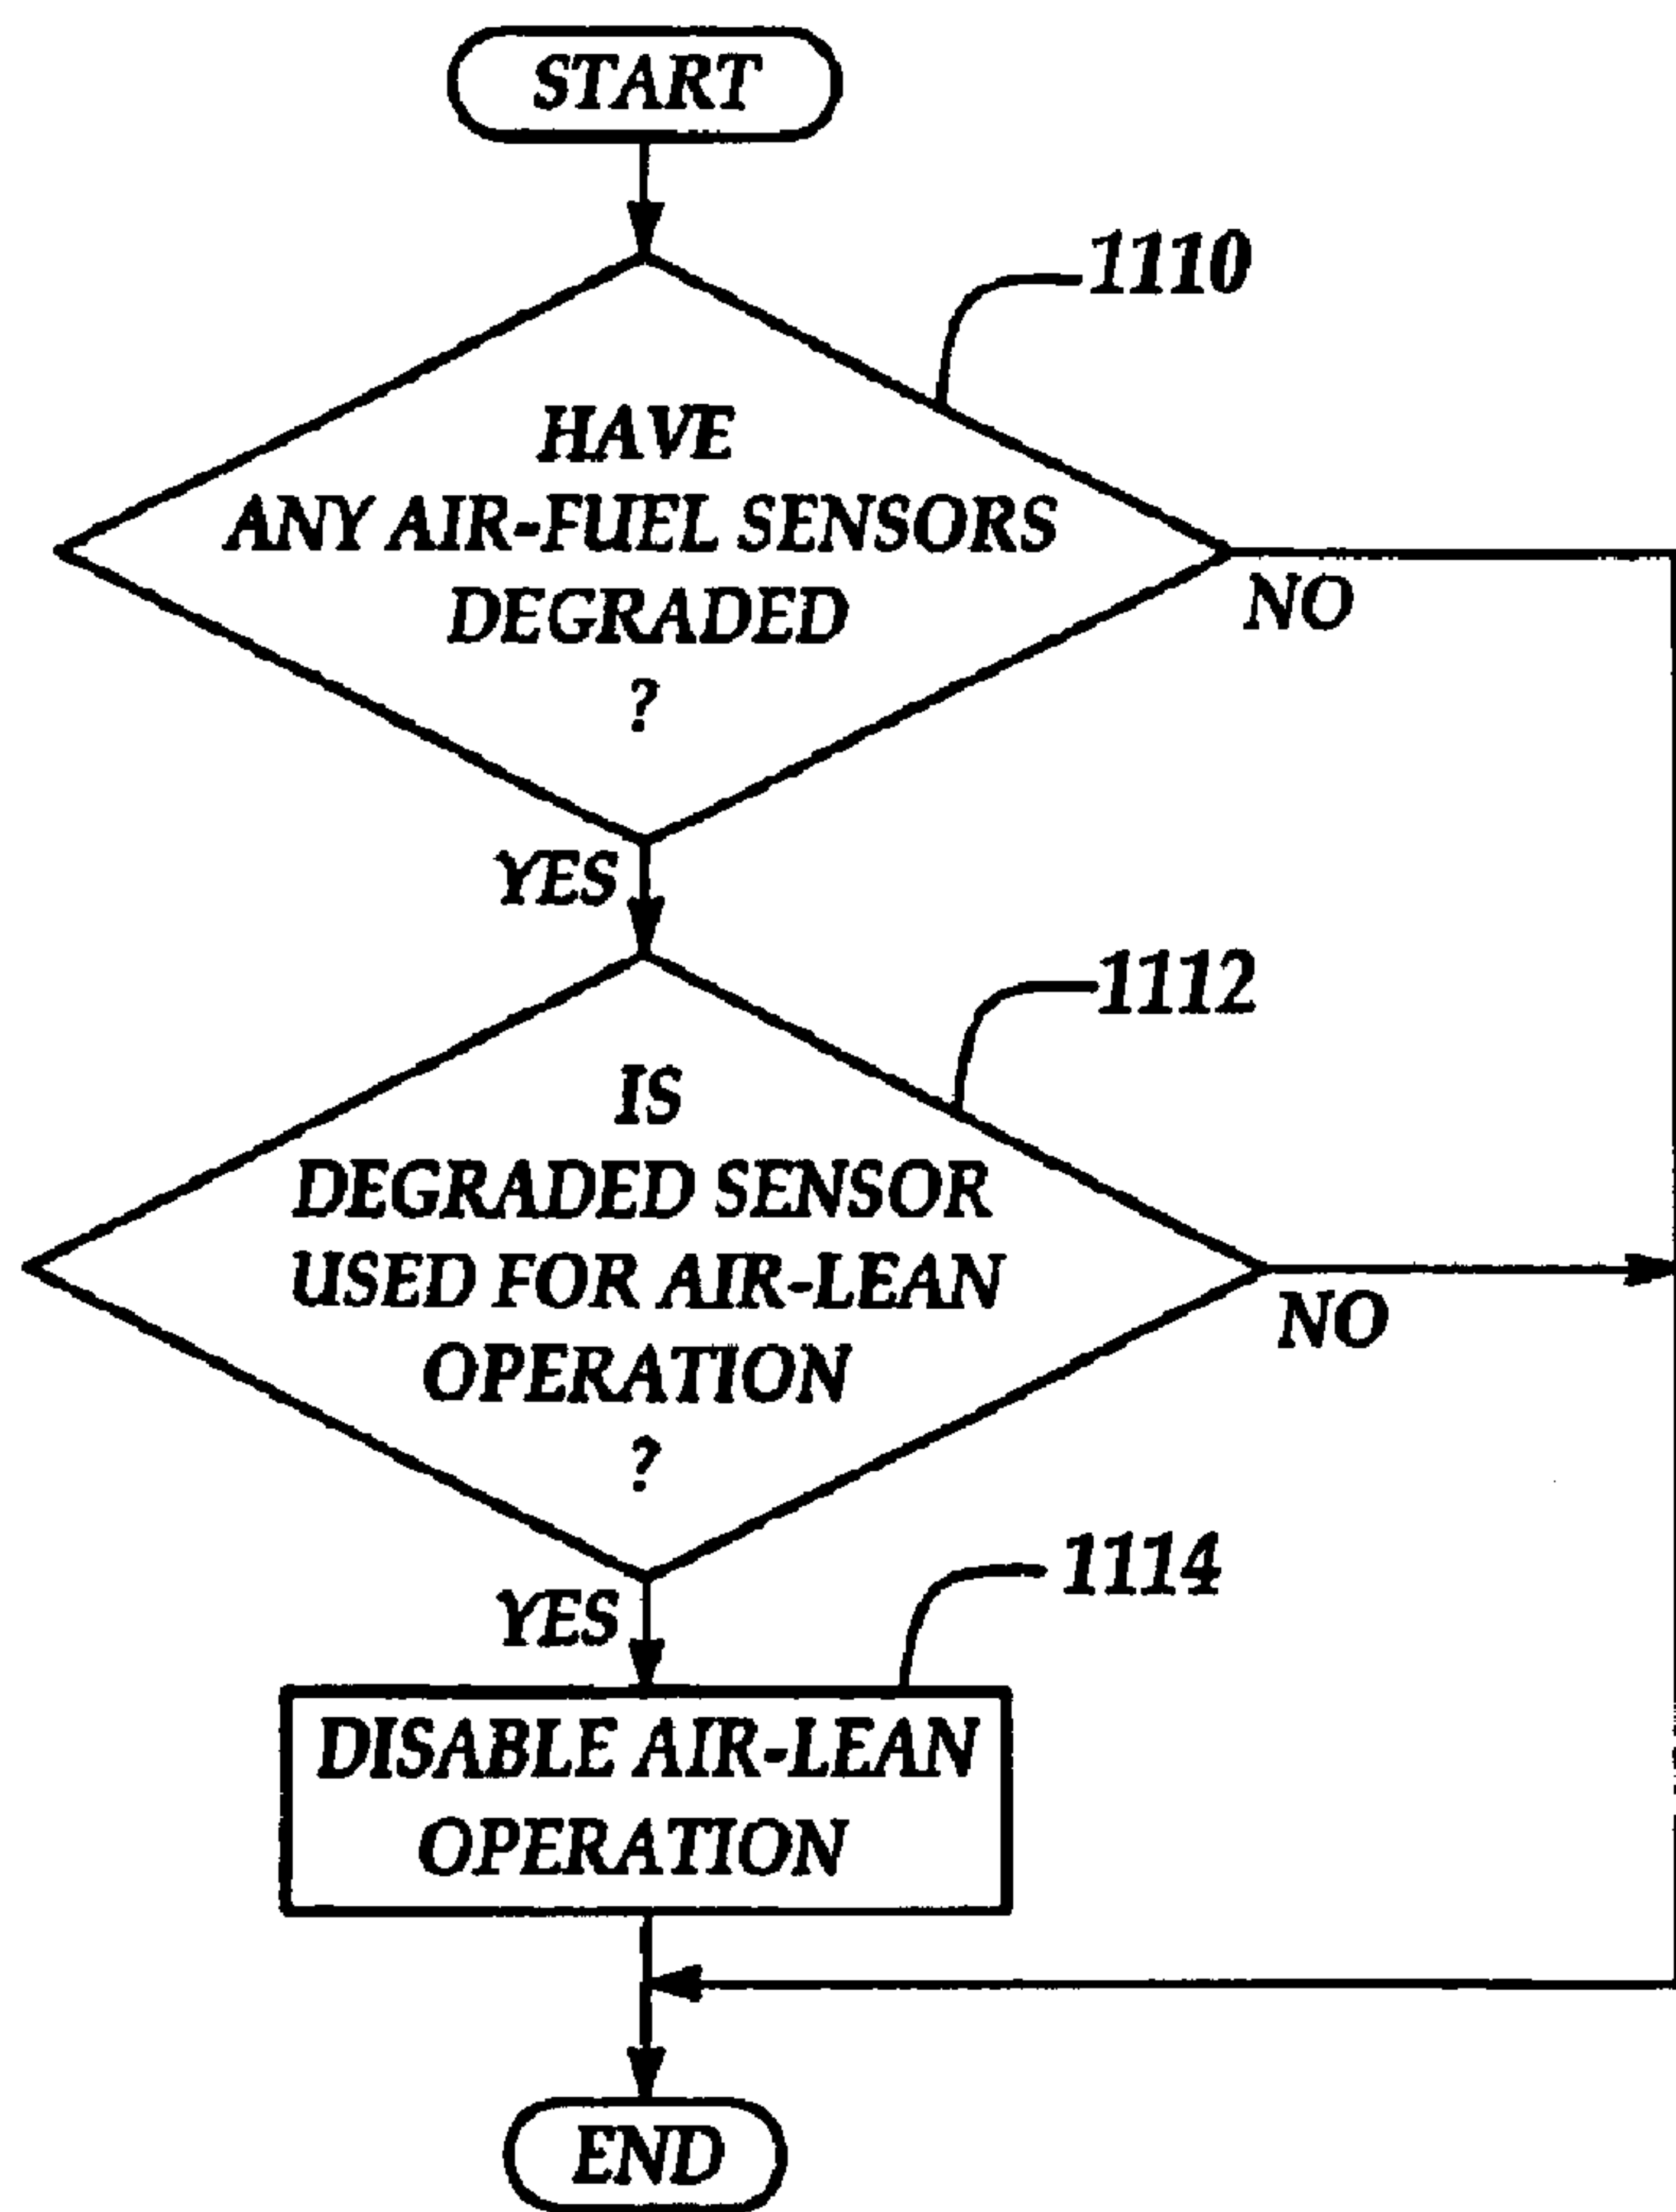 START
1110
HAVE
ANY AIR-FUEL SENSORS
DEGRADED
?
NO
YES
1112
IS
DEGRADED SENSOR
USED FOR AIR-LEAN
OPERATION
?
NO
YES
1114
DISABLE AIR-LEAN
OPERATION
END